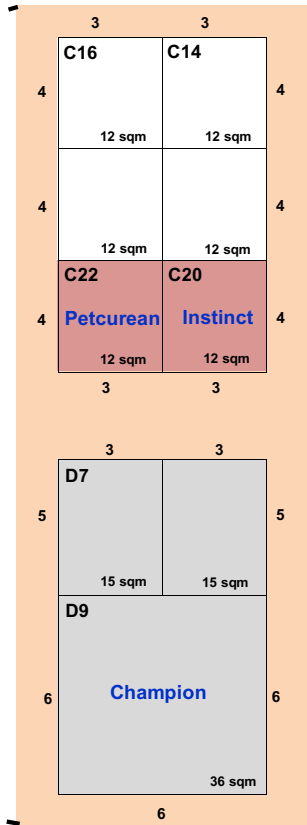 3 3
C16 C14
4 4
12 sqm 12 sqm
4 4
12 sqm 12 sqm
C22 C20
4 Petcurean Instinct 4
12 sqm 12 sqm
3 3
3 3
D7
5 5
15 sqm 15 sqm
D9
Champion
6 6
36 sqm
6